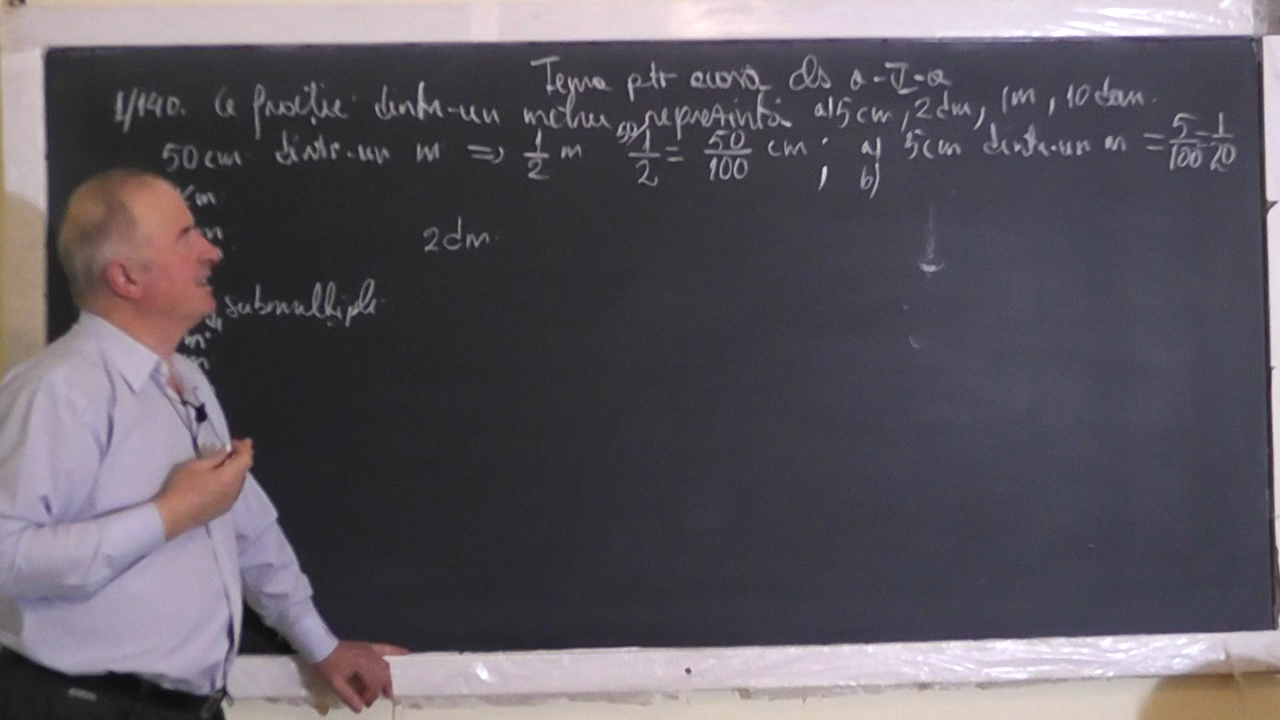 Tema ptr acasă cls a-V-a
1/140. Ce fracție dintr-un metru reprezintă a) 5cm, 2dm, 1m, 10dam.
50cm dintr-un m => 1/2 m 50)1/2 = 50/100 cm ; a) 5cm dintr-un m = 5/100 = 1/20
b)
m
2dm.
submultipli